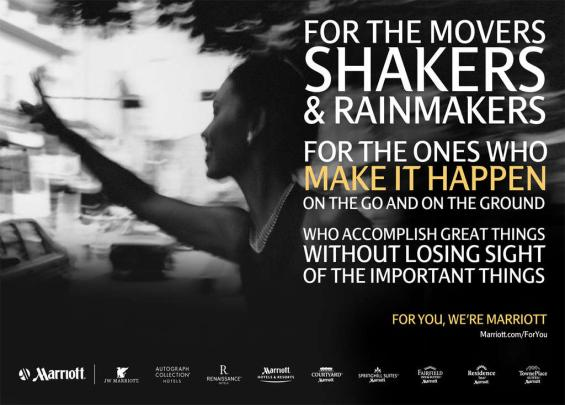 FOR THE MOVERS
SHAKERS
& RAINMAKERS
FOR THE ONES WHO
MAKE IT HAPPEN
ON THE GO AND ON THE GROUND
WHO ACCOMPLISH GREAT THINGS
WITHOUT LOSING SIGHT
OF THE IMPORTANT THINGS
FOR YOU, WE'RE MARRIOTT
Marriott.com/ForYou
Marriott
JW MARRIOTT
AUTOGRAPH
COLLECTION
HOTELS
R
RENAISSANCE
HOTELS
Marriott
HOTELS & RESORTS
COURTYARD
Marriott
SPRINGHILL SUITES
Marriott
FAIRFIELD
INN & SUITES
Marriott
Residence
Inn
Marriott
TownePlace
SUITES
Marriott